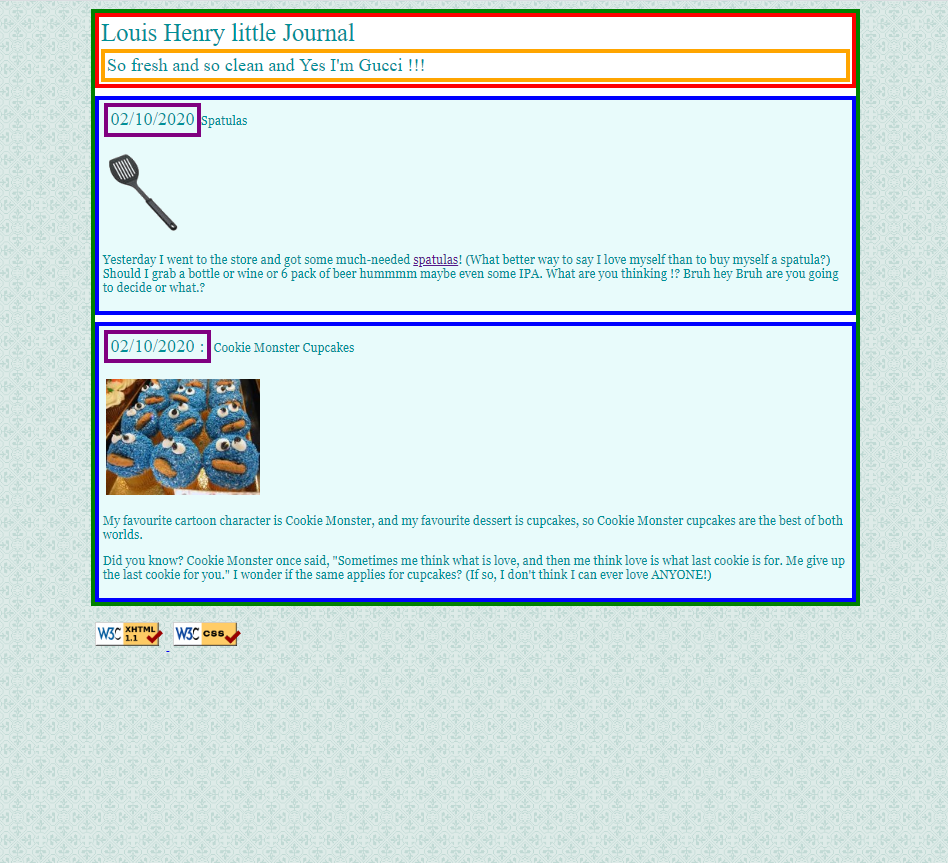 Louis Henry little Journal
So fresh and so clean and Yes I'm Gucci !!!
02/10/2020 Spatulas
Yesterday I went to the store and got some much-needed spatulas! (What better way to say I love myself than to buy myself a spatula?)
Should I grab a bottle or wine or 6 pack of beer hummmm maybe even some IPA. What are you thinking !? Bruh hey Bruh are you going
to decide or what.?
02/10/2020 : Cookie Monster Cupcakes
My favourite cartoon character is Cookie Monster, and my favourite dessert is cupcakes, so Cookie Monster cupcakes are the best of both
worlds.
Did you know? Cookie Monster once said, "Sometimes me think what is love, and then me think love is what last cookie is for. Me give up
the last cookie for you." I wonder if the same applies for cupcakes? (If so, I don't think I can ever love ANYONE!)
W3C XHTML 1.1 W3C CSS